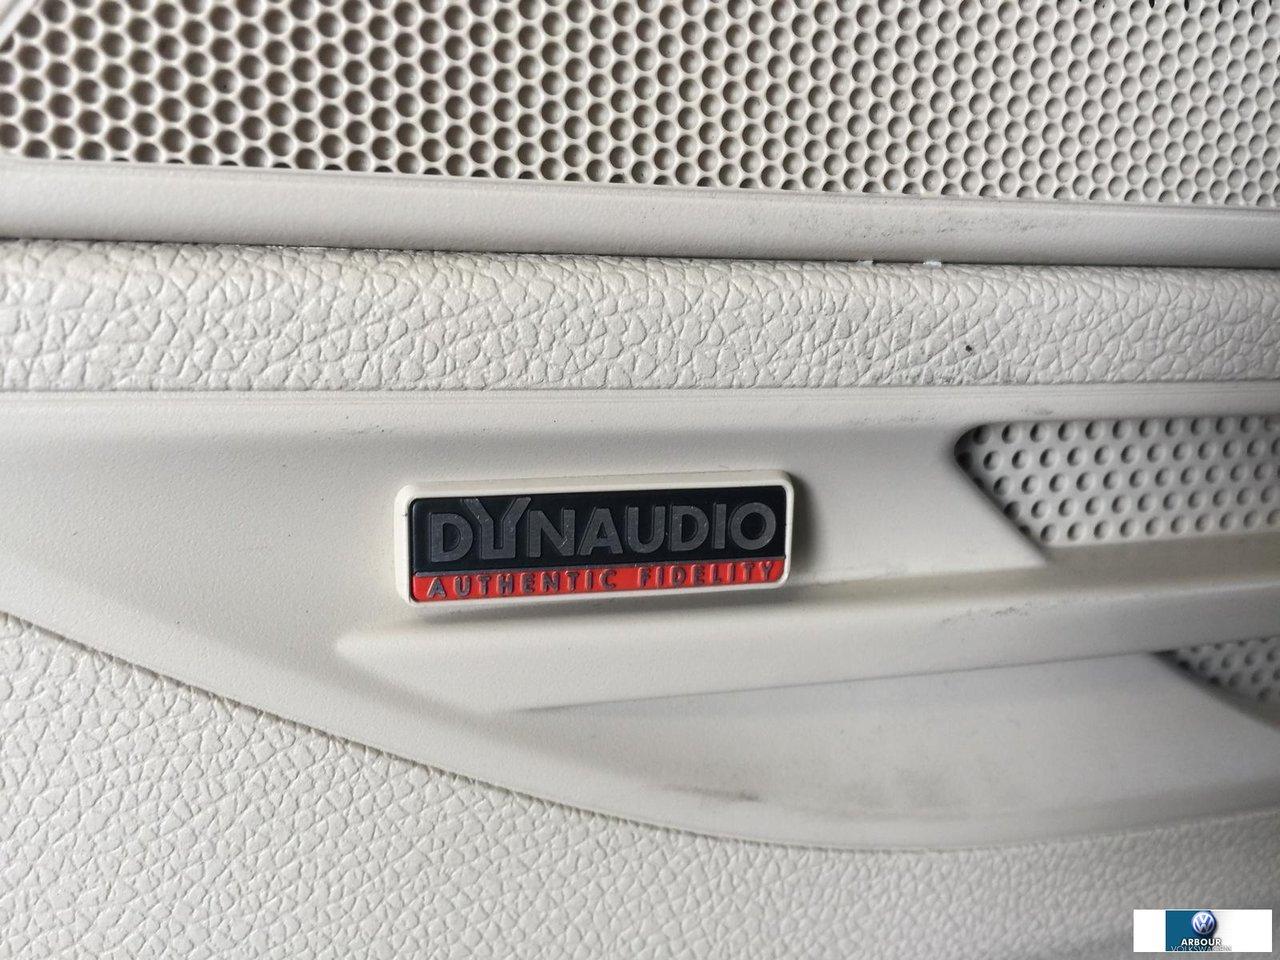 DYNAUDIO
AUTHENTIC FIDELITY
ARBOUR
VOLKSWAGEN